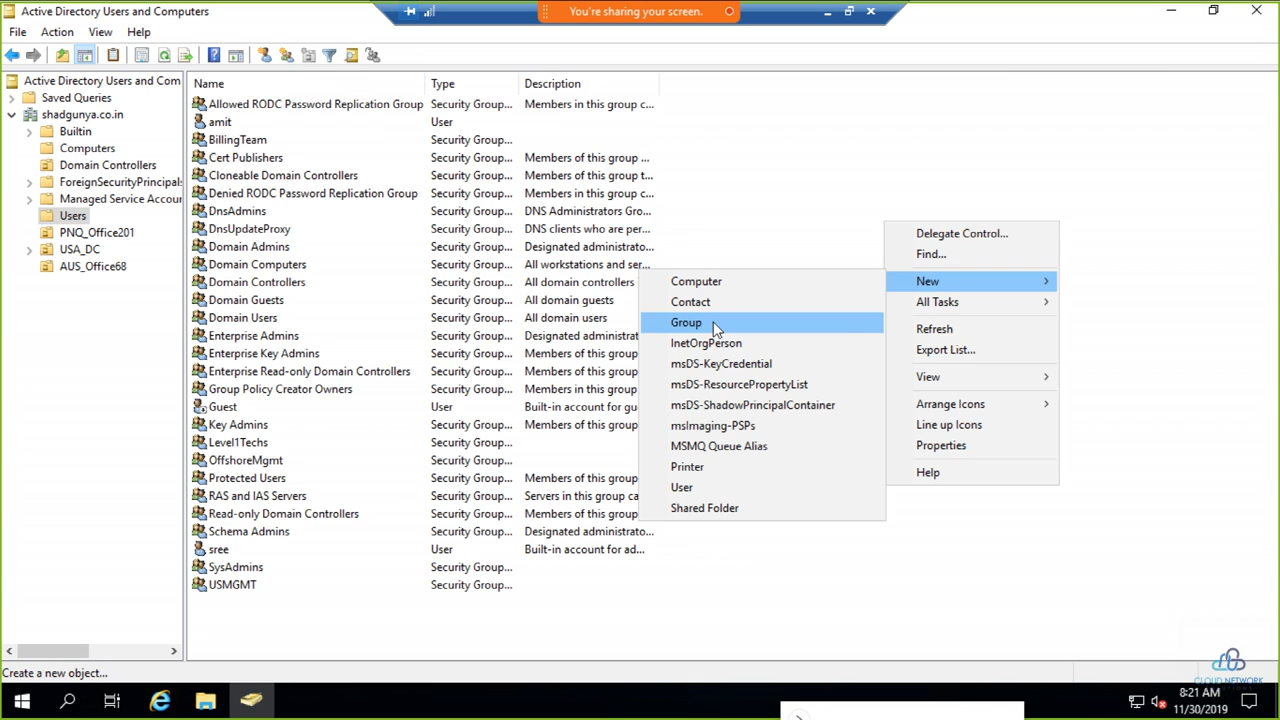 Active Directory Users and Computers
You're sharing your screen.
File Action View Help
Active Directory Users and Com
Saved Queries
shadgunya.co.in
Builtin
Computers
Domain Controllers
ForeignSecurityPrincipals
Managed Service Accou
Users
PNQ_Office201
USA_DC
AUS_Office68
Name Type Description
Allowed RODC Password Replication Group Security Group... Members in this group c...
amit User
BillingTeam Security Group...
Cert Publishers Security Group... Members of this group ...
Cloneable Domain Controllers Security Group... Members of this group t...
Denied RODC Password Replication Group Security Group... Members in this group c...
DnsAdmins Security Group... DNS Administrators Gro...
DnsUpdateProxy Security Group... DNS clients who are per...
Domain Admins Security Group... Designated administrato...
Domain Computers Security Group... All workstations and ser...
Domain Controllers Security Group... All domain controllers
Domain Guests Security Group... All domain guests
Domain Users Security Group... All domain users
Enterprise Admins Security Group... Designated administrato
Enterprise Key Admins Security Group... Members of this group
Enterprise Read-only Domain Controllers Security Group... Members of this group
Group Policy Creator Owners Security Group... Members in this group
Guest User Built-in account for gu
Key Admins Security Group... Members of this group
Level1Techs Security Group...
OffshoreMgmt Security Group...
Protected Users Security Group... Members of this group
RAS and IAS Servers Security Group... Servers in this group ca
Read-only Domain Controllers Security Group... Members of this group
Schema Admins Security Group... Designated administrato...
sree User Built-in account for ad...
SysAdmins Security Group...
USMGMT Security Group...
Computer
Contact
Group
InetOrgPerson
msDS-KeyCredential
msDS-ResourcePropertyList
msDS-ShadowPrincipalContainer
msImaging-PSPs
MSMQ Queue Alias
Printer
User
Shared Folder
Delegate Control...
Find...
New
All Tasks
Refresh
Export List...
View
Arrange Icons
Line up Icons
Properties
Help
Create a new object...
CLOUD NETWORK
8:21 AM
11/30/2019